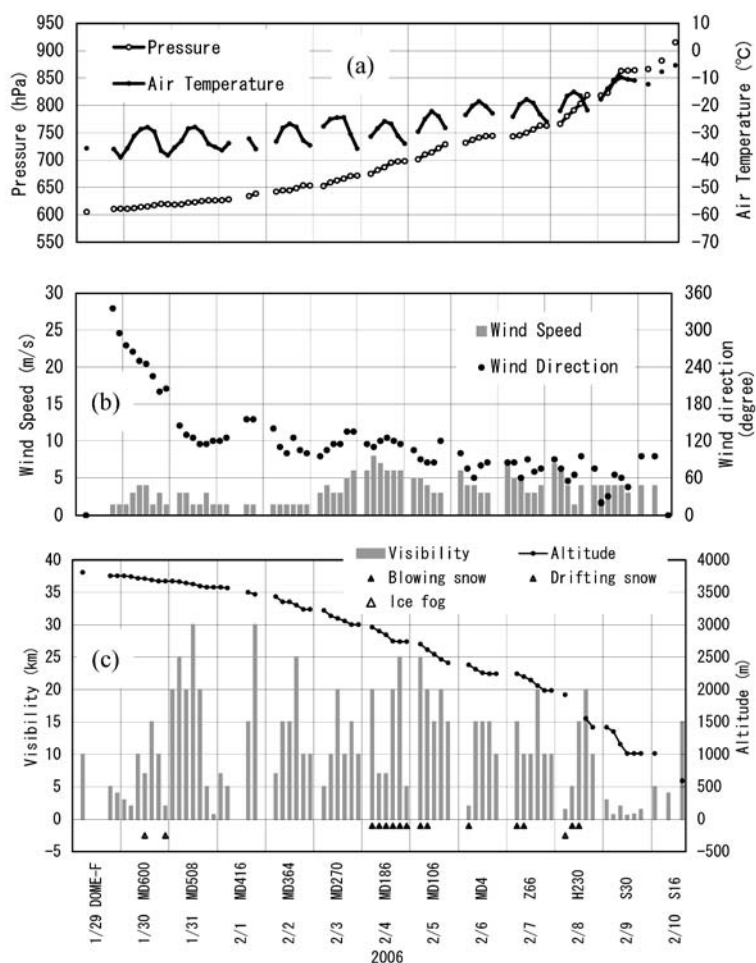 950
900
850
800
750
700
650
600
550
Pressure (hPa)
Pressure
Air Temperature
(a)
10
0
-10
-20
-30
-40
-50
-60
-70
Air Temperature (℃)
30
25
20
15
10
5
0
Wind Speed (m/s)
(b)
Wind Speed
Wind Direction
360
300
240
180
120
60
0
Wind direction
(degree)
40
35
30
25
20
15
10
5
0
-5
Visibility (km)
(c)
Visibility
Altitude
Blowing snow
Drifting snow
Ice fog
4000
3500
3000
2500
2000
1500
1000
500
0
-500
Altitude (m)
1/29 DOME-F
1/30 MD600
1/31 MD508
2/1 MD416
2/2 MD364
2/3 MD270
2/4 MD186
2/5 MD106
2/6 MD4
2/7 Z66
2/8 H230
2/9 S30
2/10 S16
2006